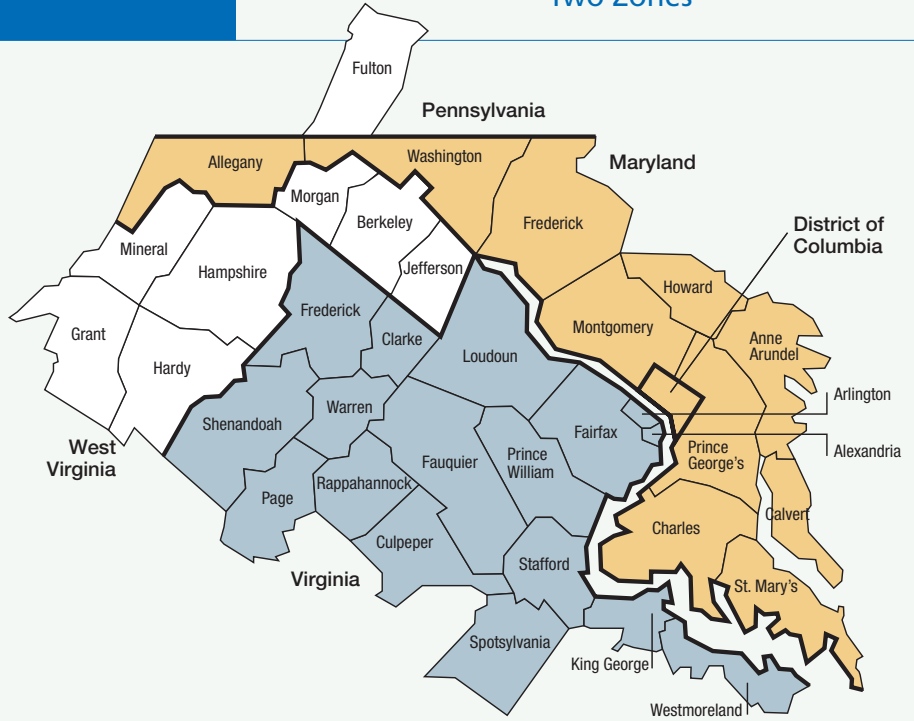 Two Zones
Fulton
Pennsylvania
Allegany
Washington
Maryland
Morgan
Frederick
Berkeley
District of
Columbia
Mineral
Hampshire
Jefferson
Howard
Frederick
Montgomery
Grant
Clarke
Loudoun
Anne
Arundel
Hardy
Arlington
Warren
Shenandoah
Fairfax
West
Virginia
Fauquier
Prince
William
Prince
George's
Alexandria
Page
Rappahannock
Calvert
Charles
Culpeper
Virginia
Stafford
St. Mary's
Spotsylvania
King George
Westmoreland